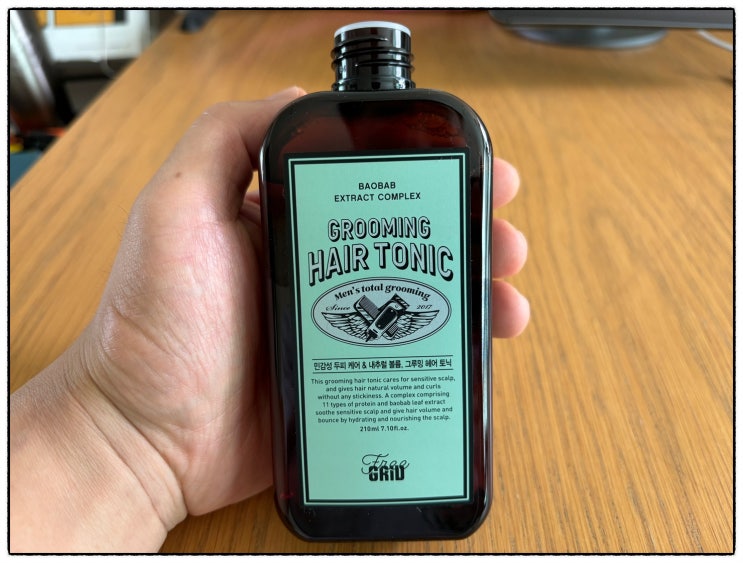 BAOBAB
EXTRACT COMPLEX
GROOMING
HAIR TONIC
Men's total grooming
Since 2017
민감성 두피 케어 & 내추럴 볼륨, 그루밍 헤어 토닉
This grooming hair tonic cares for sensitive scalp,
and gives hair natural volume and curls
without any stickiness. A complex comprising
11 types of protein and baobab leaf extract
soothe sensitive scalp and give hair volume and
bounce by hydrating and nourishing the scalp.
210ml 7.10fl.oz.
Free
GRiD